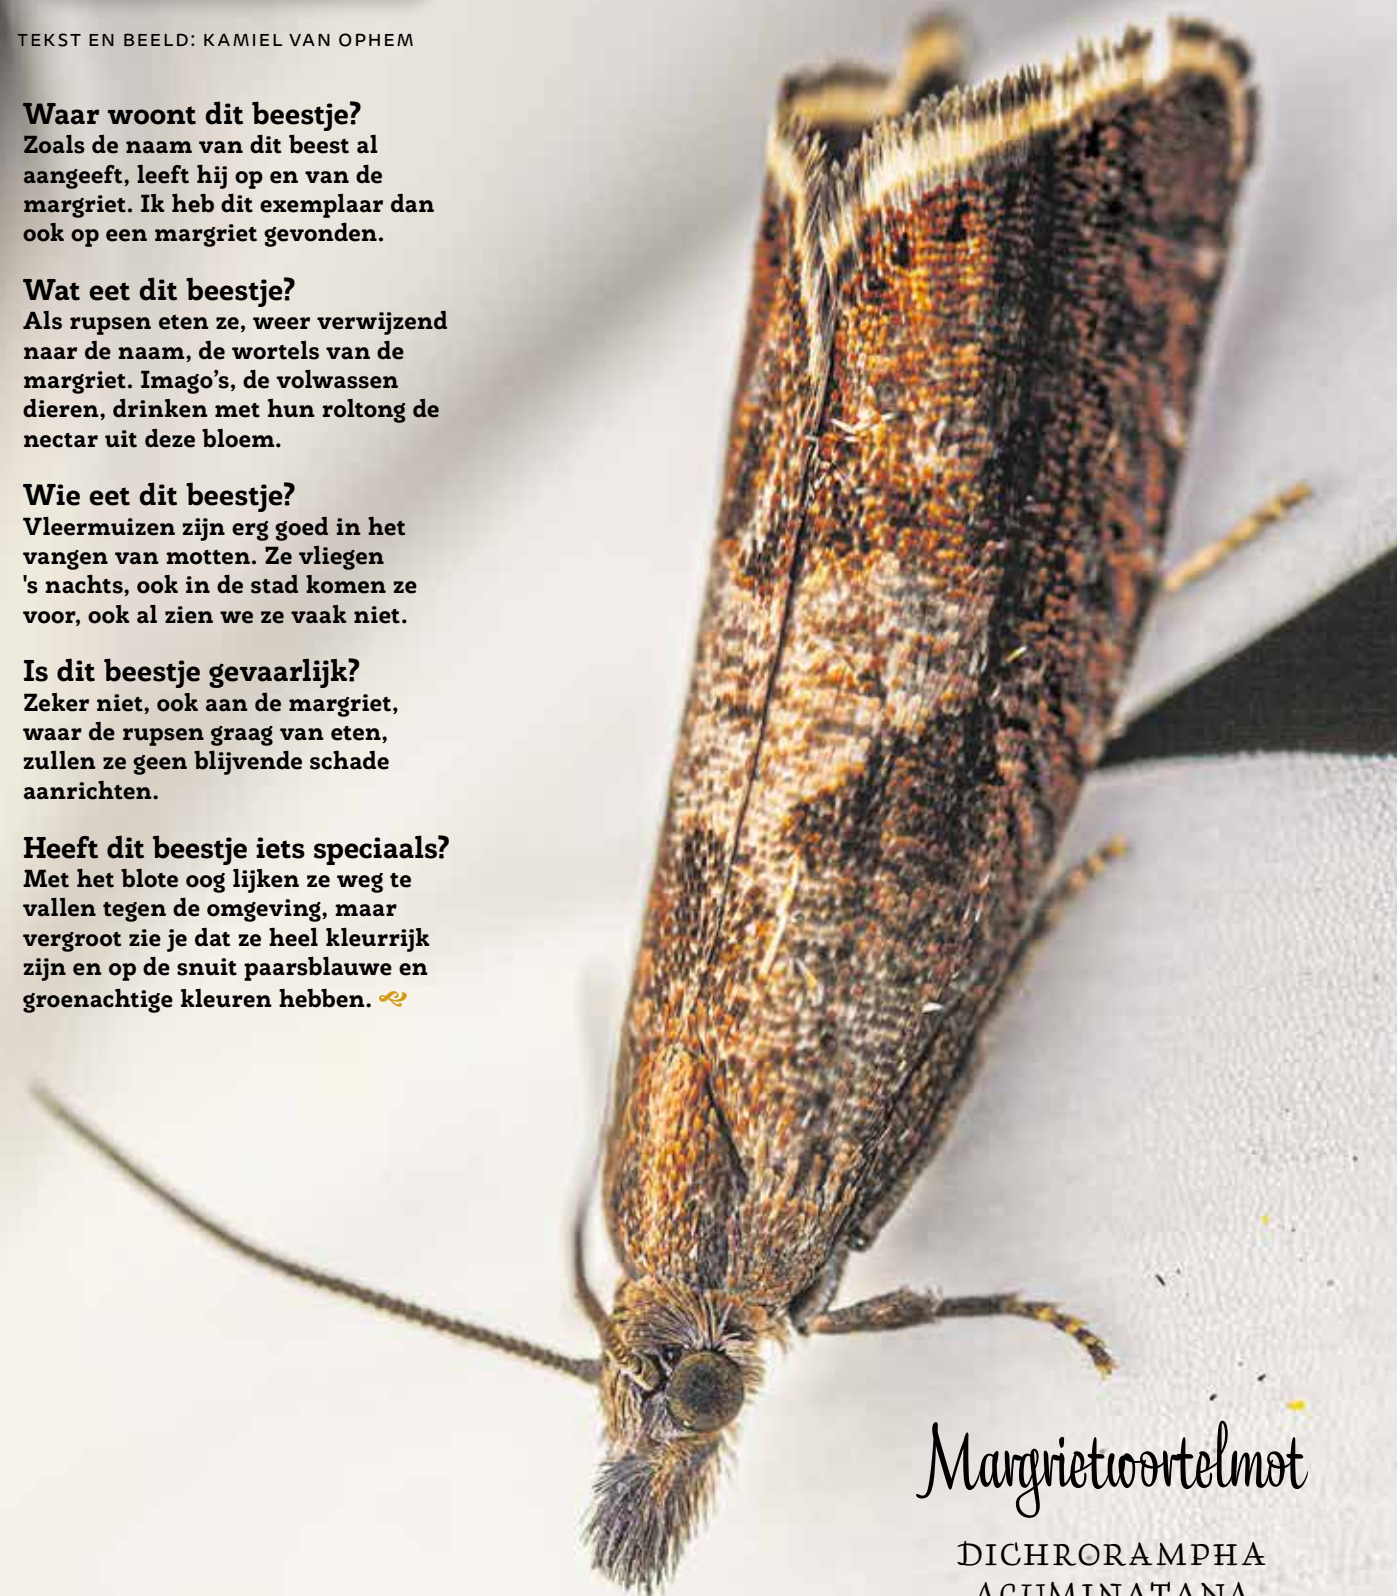 TEKST EN BEELD: KAMIEL VAN OPHEM
Waar woont dit beestje?
Zoals de naam van dit beest al
aangeeft, leeft hij op en van de
margriet. Ik heb dit exemplaar dan
ook op een margriet gevonden.
Wat eet dit beestje?
Als rupsen eten ze, weer verwijzend
naar de naam, de wortels van de
margriet. Imago’s, de volwassen
dieren, drinken met hun roltong de
nectar uit deze bloem.
Wie eet dit beestje?
Vleermuizen zijn erg goed in het
vangen van motten. Ze vliegen
's nachts, ook in de stad komen ze
voor, ook al zien we ze vaak niet.
Is dit beestje gevaarlijk?
Zeker niet, ook aan de margriet,
waar de rupsen graag van eten,
zullen ze geen blijvende schade
aanrichten.
Heeft dit beestje iets speciaals?
Met het blote oog lijken ze weg te
vallen tegen de omgeving, maar
vergroot zie je dat ze heel kleurrijk
zijn en op de snuit paarsblauwe en
groenachtige kleuren hebben.
Margrietwortelmot
DICHRORAMPHA
ACUMINATANA